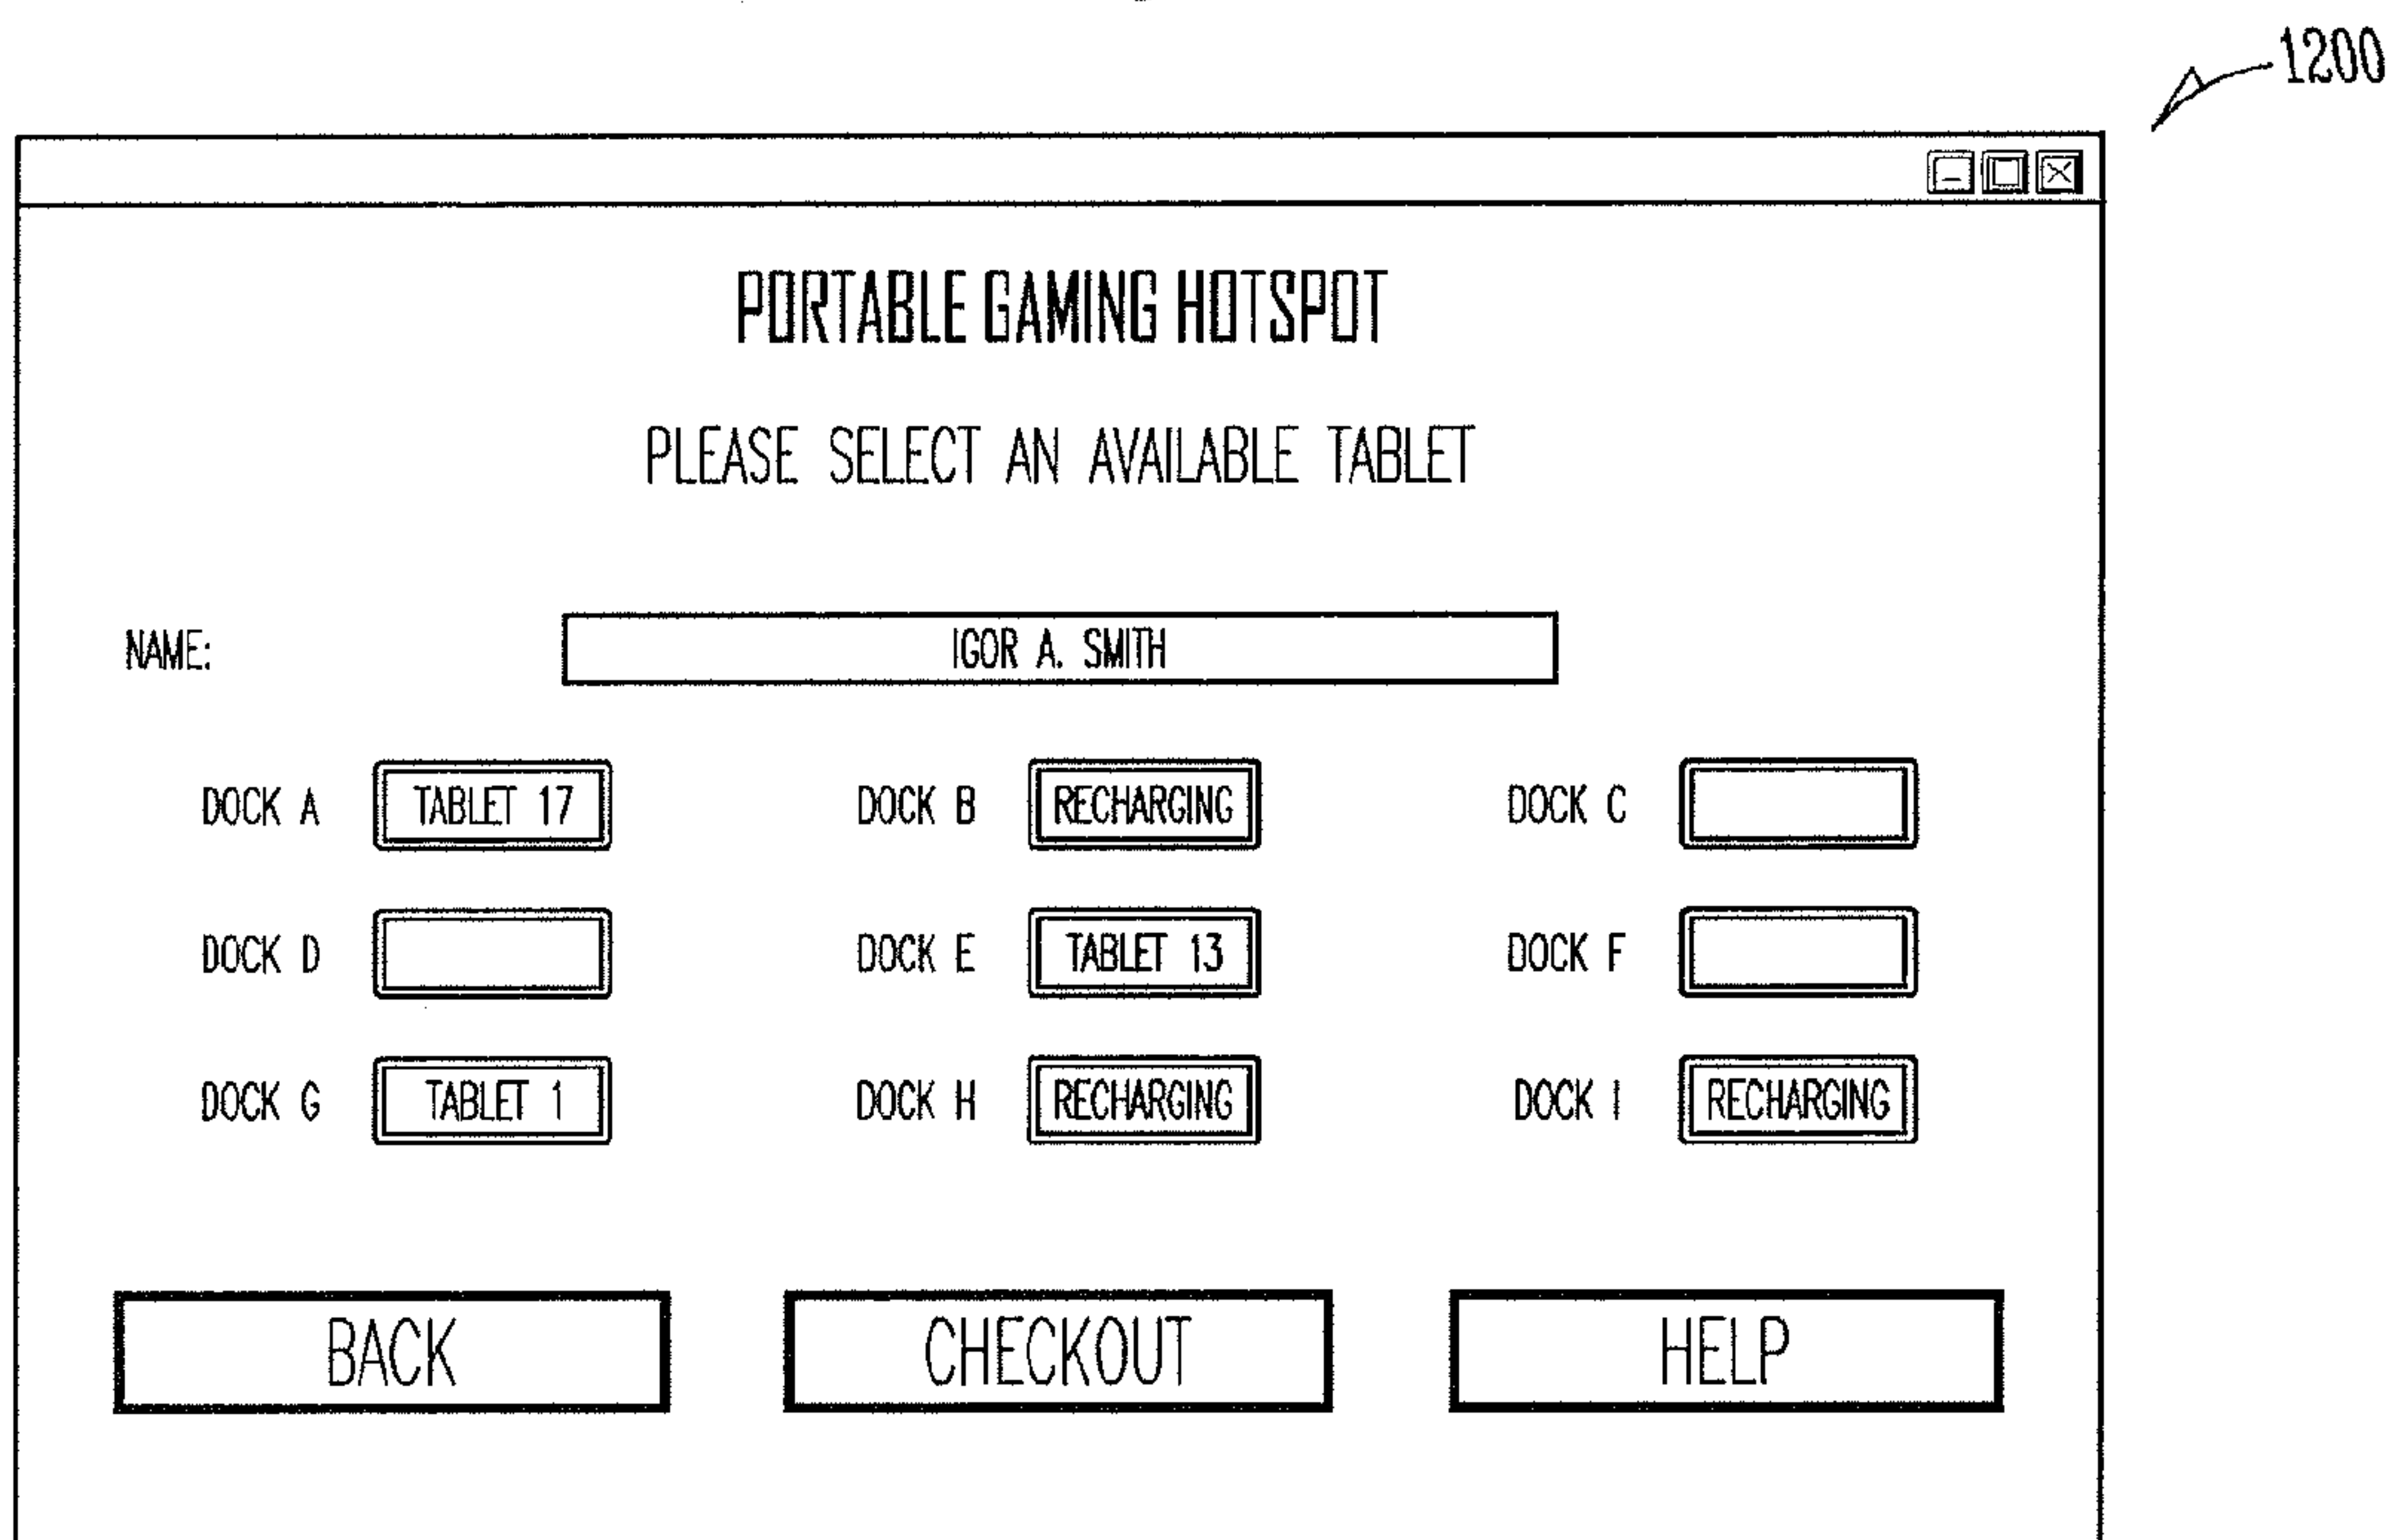 1200
PORTABLE GAMING HOTSPOT
PLEASE SELECT AN AVAILABLE TABLET
NAME: IGOR A. SMITH
DOCK A TABLET 17 DOCK B RECHARGING DOCK C
DOCK D DOCK E TABLET 13 DOCK F
DOCK G TABLET 1 DOCK H RECHARGING DOCK I RECHARGING
BACK CHECKOUT HELP